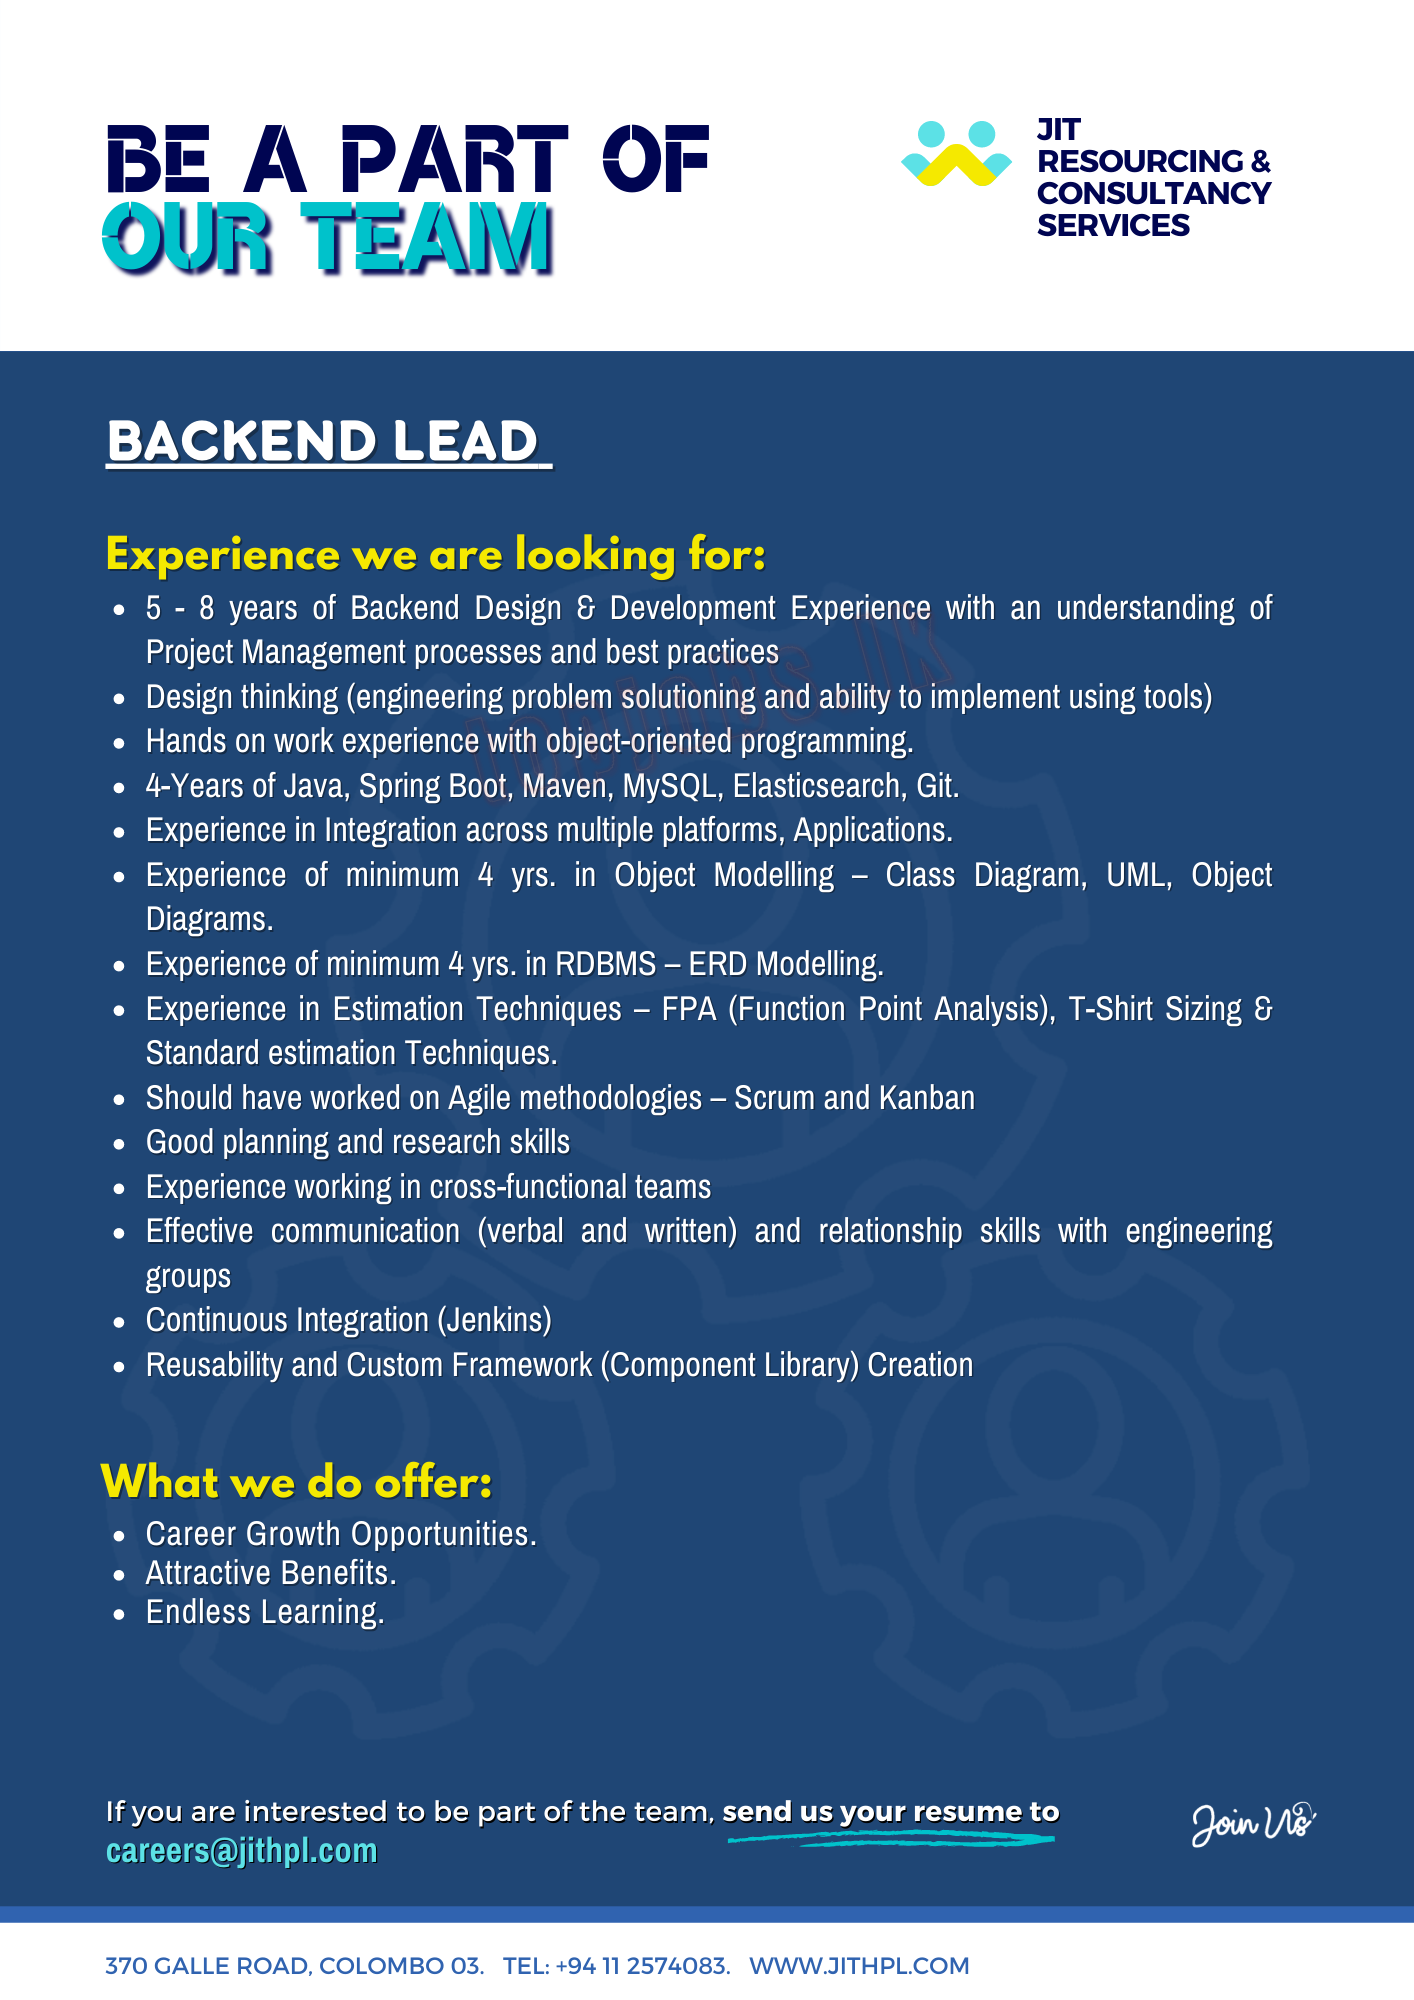 BE A PART OF
OUR TEAM
JIT
RESOURCING &
CONSULTANCY
SERVICES
BACKEND LEAD
Experience we are looking for:
• 5 - 8 years of Backend Design & Development Experience with an understanding of
Project Management processes and best practices
• Design thinking (engineering problem solutioning and ability to implement using tools)
• Hands on work experience with object-oriented programming.
• 4-Years of Java, Spring Boot, Maven, MySQL, Elasticsearch, Git.
• Experience in Integration across multiple platforms, Applications.
• Experience of minimum 4 yrs. in Object Modelling – Class Diagram, UML, Object
Diagrams.
• Experience of minimum 4 yrs. in RDBMS – ERD Modelling.
• Experience in Estimation Techniques – FPA (Function Point Analysis), T-Shirt Sizing &
Standard estimation Techniques.
• Should have worked on Agile methodologies – Scrum and Kanban
• Good planning and research skills
• Experience working in cross-functional teams
• Effective communication (verbal and written) and relationship skills with engineering
groups
• Continuous Integration (Jenkins)
• Reusability and Custom Framework (Component Library) Creation
What we do offer:
• Career Growth Opportunities.
• Attractive Benefits.
• Endless Learning.
If you are interested to be part of the team, send us your resume to
careers@jithpl.com
Join Us
370 GALLE ROAD, COLOMBO 03. TEL: +94 11 2574083. WWW.JITHPL.COM